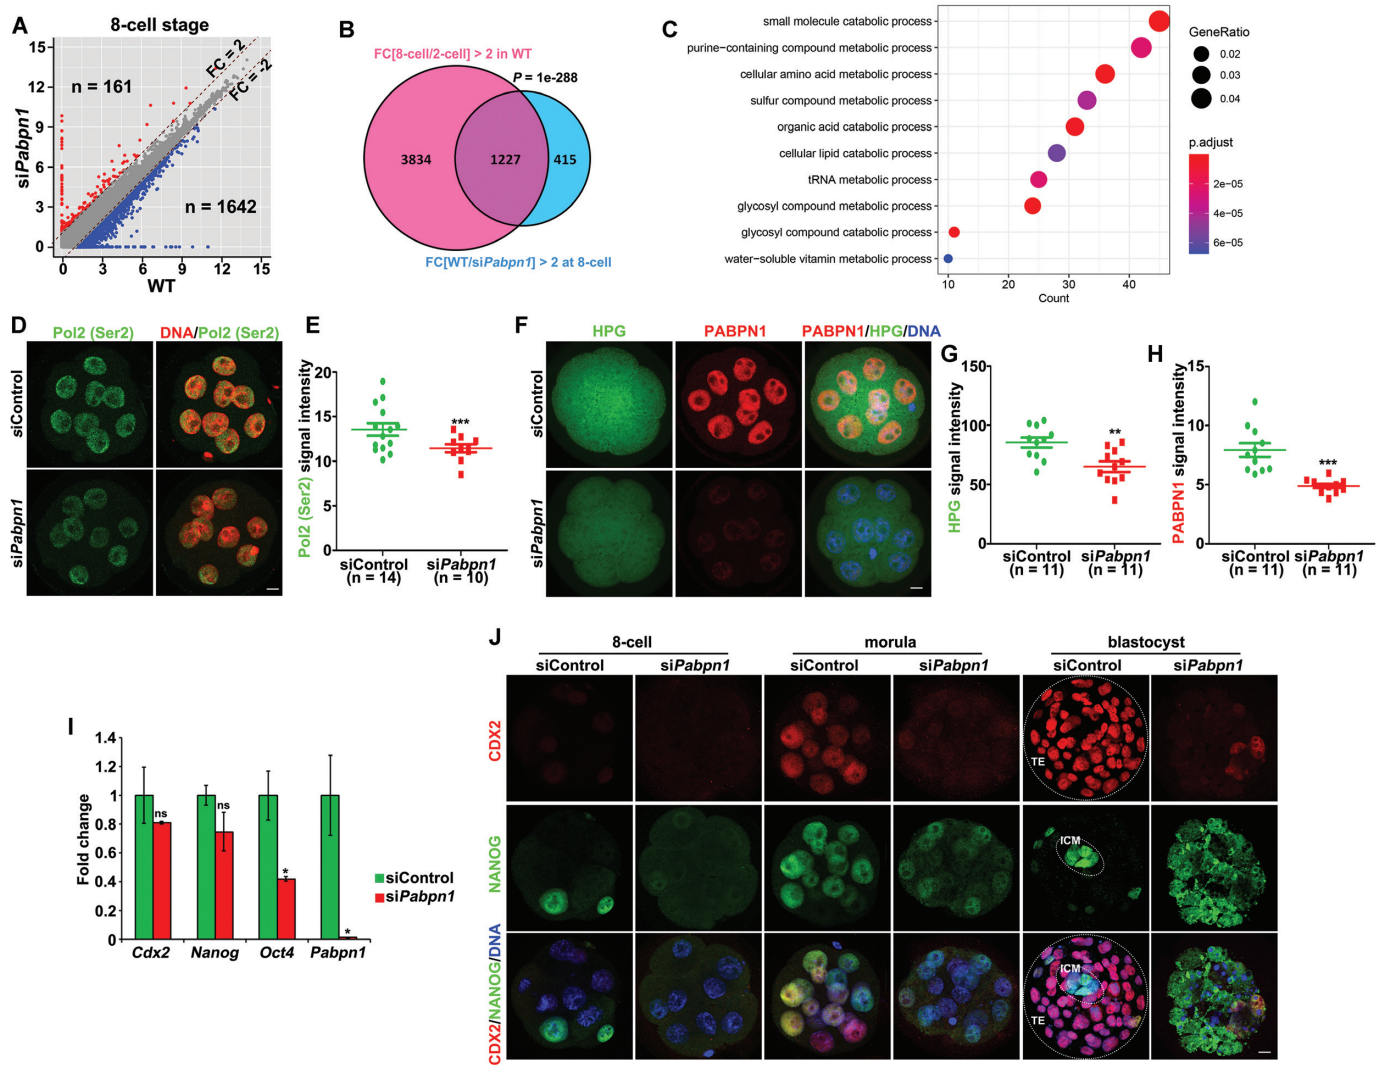 A
8-cell stage
siPabpn1
15
12
9
6
3
0
n = 161
FC = 2
FC = -2
n = 1642
0 3 6 9 12 15
WT
B
FC[8-cell/2-cell] > 2 in WT
P = 1e-288
3834 1227 415
FC[WT/siPabpn1] > 2 at 8-cell
C
small molecule catabolic process
purine−containing compound metabolic process
cellular amino acid metabolic process
sulfur compound metabolic process
organic acid catabolic process
cellular lipid catabolic process
tRNA metabolic process
glycosyl compound metabolic process
glycosyl compound catabolic process
water−soluble vitamin metabolic process
10 20 30 40
Count
GeneRatio
0.02
0.03
0.04
p.adjust
2e−05
4e−05
6e−05
D
Pol2 (Ser2) DNA/Pol2 (Ser2)
siControl
siPabpn1
E
Pol2 (Ser2) signal intensity
20
15
10
5
0
***
siControl siPabpn1
(n = 14) (n = 10)
F
HPG PABPN1 PABPN1/HPG/DNA
siControl
siPabpn1
G
HPG signal intensity
150
100
50
0
**
siControl siPabpn1
(n = 11) (n = 11)
H
PABPN1 signal intensity
15
10
5
0
***
siControl siPabpn1
(n = 11) (n = 11)
I
Fold change
1.4
1.2
1
0.8
0.6
0.4
0.2
0
ns ns * *
Cdx2 Nanog Oct4 Pabpn1
siControl
siPabpn1
J
8-cell morula blastocyst
siControl siPabpn1 siControl siPabpn1 siControl siPabpn1
CDX2
TE
NANOG
ICM
CDX2/NANOG/DNA
ICM
TE